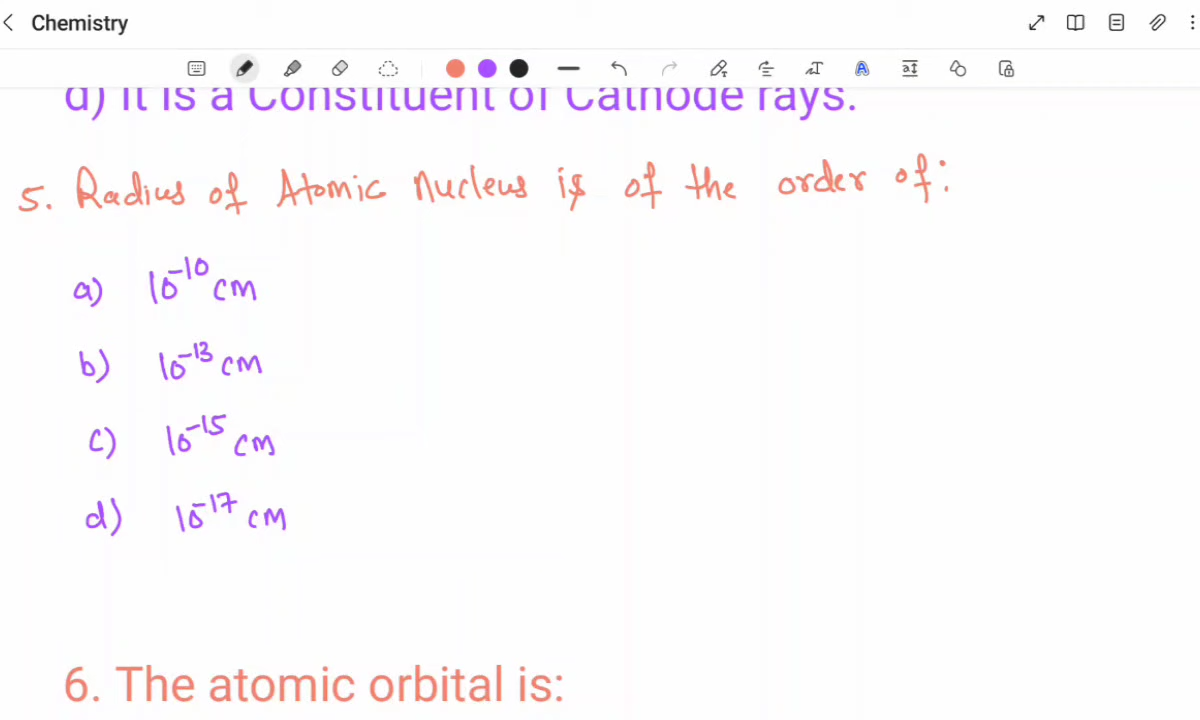 Chemistry
d) It is a Constituent of Cathode rays.
5. Radius of Atomic Nucleus is of the order of:
a) 10⁻¹⁰ cm
b) 10⁻¹³ cm
c) 10⁻¹⁵ cm
d) 10⁻¹⁷ cm
6. The atomic orbital is: